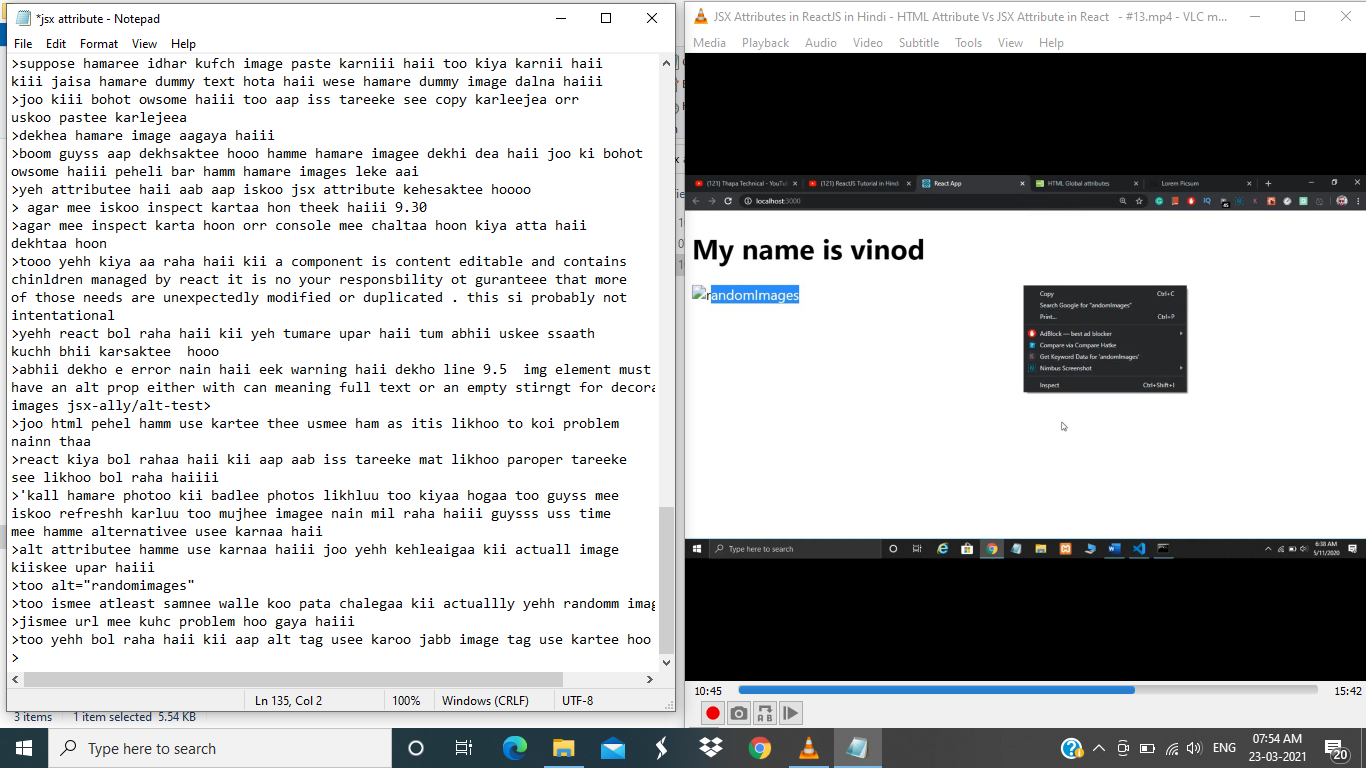 *jsx attribute - Notepad
File Edit Format View Help
>suppose hamaree idhar kufch image paste karniii haii too kiya karnii haii
kiii jaisa hamare dummy text hota haii wese hamare dummy image dalna haiii
>joo kiii bohot owsome haiii too aap iss tareeke see copy karleejea orr
uskoo pastee karlejeea
>dekhea hamare image aagaya haiii
>boom guyss aap dekhsaktee hooo hamme hamare imagee dekhi dea haii joo ki bohot
owsome haiii peheli bar hamm hamare images leke aai
>yeh attributee haii aab aap iskoo jsx attribute kehesaktee hoooo
> agar mee iskoo inspect kartaa hon theek haiii 9.30
>agar mee inspect karta hoon orr console mee chaltaa hoon kiya atta haii
dekhtaa hoon
>tooo yehh kiya aa raha haii kii a component is content editable and contains
chinldren managed by react it is no your responsbility ot guranteee that more
of those needs are unexpectedly modified or duplicated . this si probably not
intentational
>yehh react bol raha haii kii yeh tumare upar haii tum abhii uskee ssaath
kuchh bhii karsaktee  hooo
>abhii dekho e error nain haii eek warning haii dekho line 9.5  img element must
have an alt prop either with can meaning full text or an empty stirngt for decora
images jsx-ally/alt-test>
>joo html pehel hamm use kartee thee usmee ham as itis likhoo to koi problem
nainn thaa
>react kiya bol rahaa haii kii aap aab iss tareeke mat likhoo paroper tareeke
see likhoo bol raha haiiii
>'kall hamare photoo kii badlee photos likhluu too kiyaa hogaa too guyss mee
iskoo refreshh karluu too mujhee imagee nain mil raha haiii guysss uss time
mee hamme alternativee usee karnaa haii
>alt attributee hamme use karnaa haiii joo yehh kehleaigaa kii actuall image
kiiskee upar haiii
>too alt="randomimages"
>too ismee atleast samnee walle koo pata chalegaa kii actuallly yehh randomm imag
>jismee url mee kuhc problem hoo gaya haiii
>too yehh bol raha haii kii aap alt tag usee karoo jabb image tag use kartee hoo
>
Ln 135, Col 2 100% Windows (CRLF) UTF-8
3 items 1 item selected 5.54 KB
JSX Attributes in ReactJS in Hindi - HTML Attribute Vs JSX Attribute in React - #13.mp4 - VLC m...
Media Playback Audio Video Subtitle Tools View Help
(121) Thapa Technical - YouTu (121) ReactJS Tutorial in Hindi React App HTML Global attributes Lorem Picsum
localhost:3000
My name is vinod
randomImages
Copy Ctrl+C
Search Google for "andomImages"
Print... Ctrl+P
AdBlock — best ad blocker
Compare via Compare Hatke
Get Keyword Data for 'andomImages'
Nimbus Screenshot
Inspect Ctrl+Shift+I
Type here to search 6:38 AM
5/11/2020
10:45 15:42
Type here to search ENG 07:54 AM
23-03-2021
20